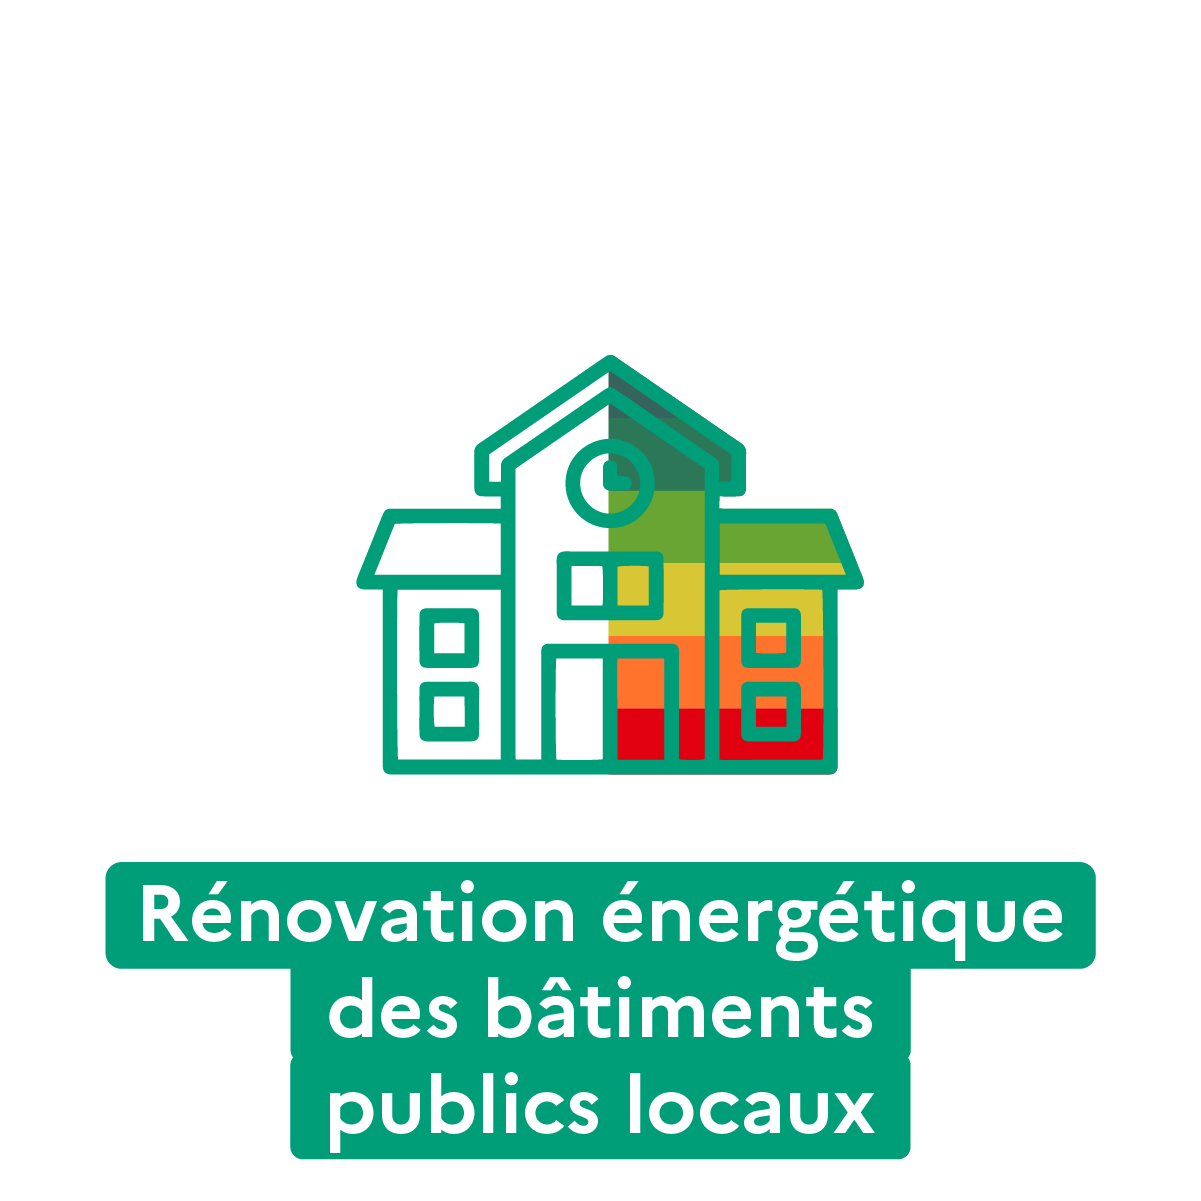 Rénovation énergétique
des bâtiments
publics locaux